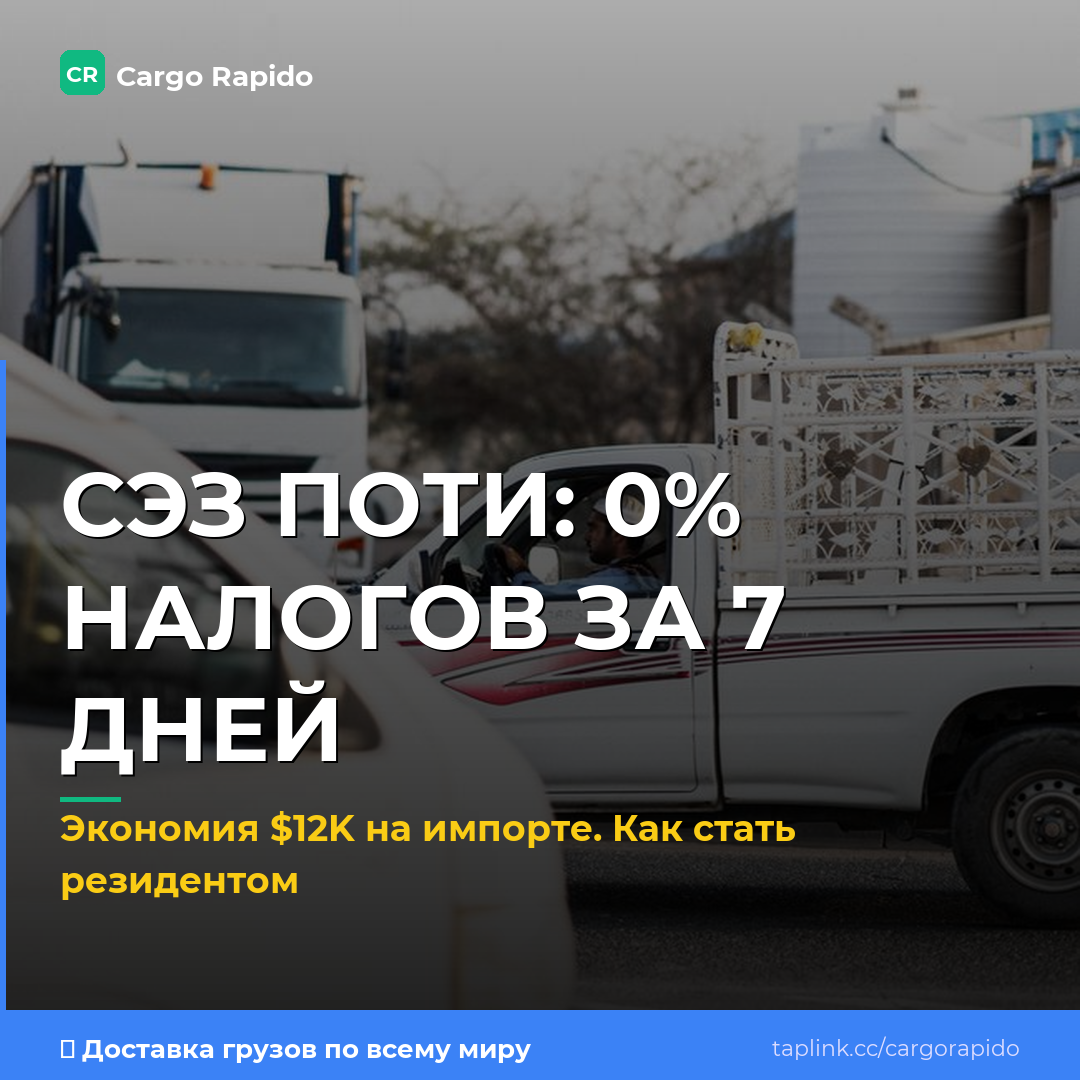 CR Cargo Rapido
СЭЗ ПОТИ: 0%
НАЛОГОВ ЗА 7
ДНЕЙ
Экономия $12K на импорте. Как стать
резидентом
Доставка грузов по всему миру
taplink.cc/cargorapido